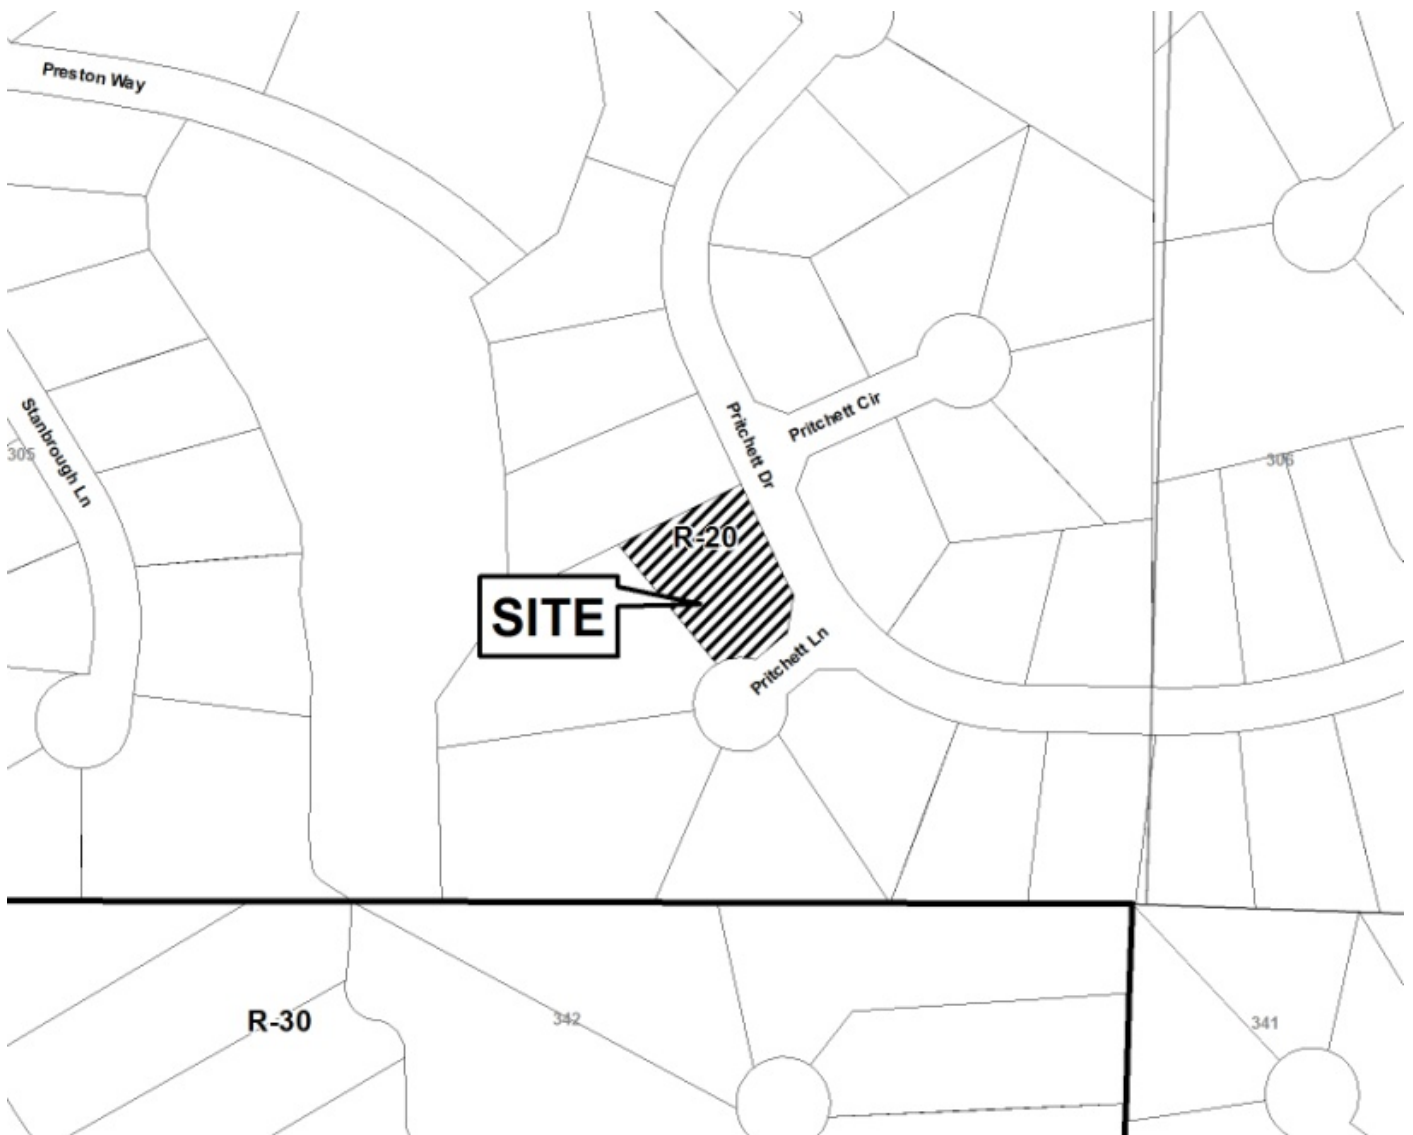 Preston Way
Stanbrough Ln
305
Pritchett Dr
Pritchett Cir
306
R-20
SITE
Pritchett Ln
R-30
342
341